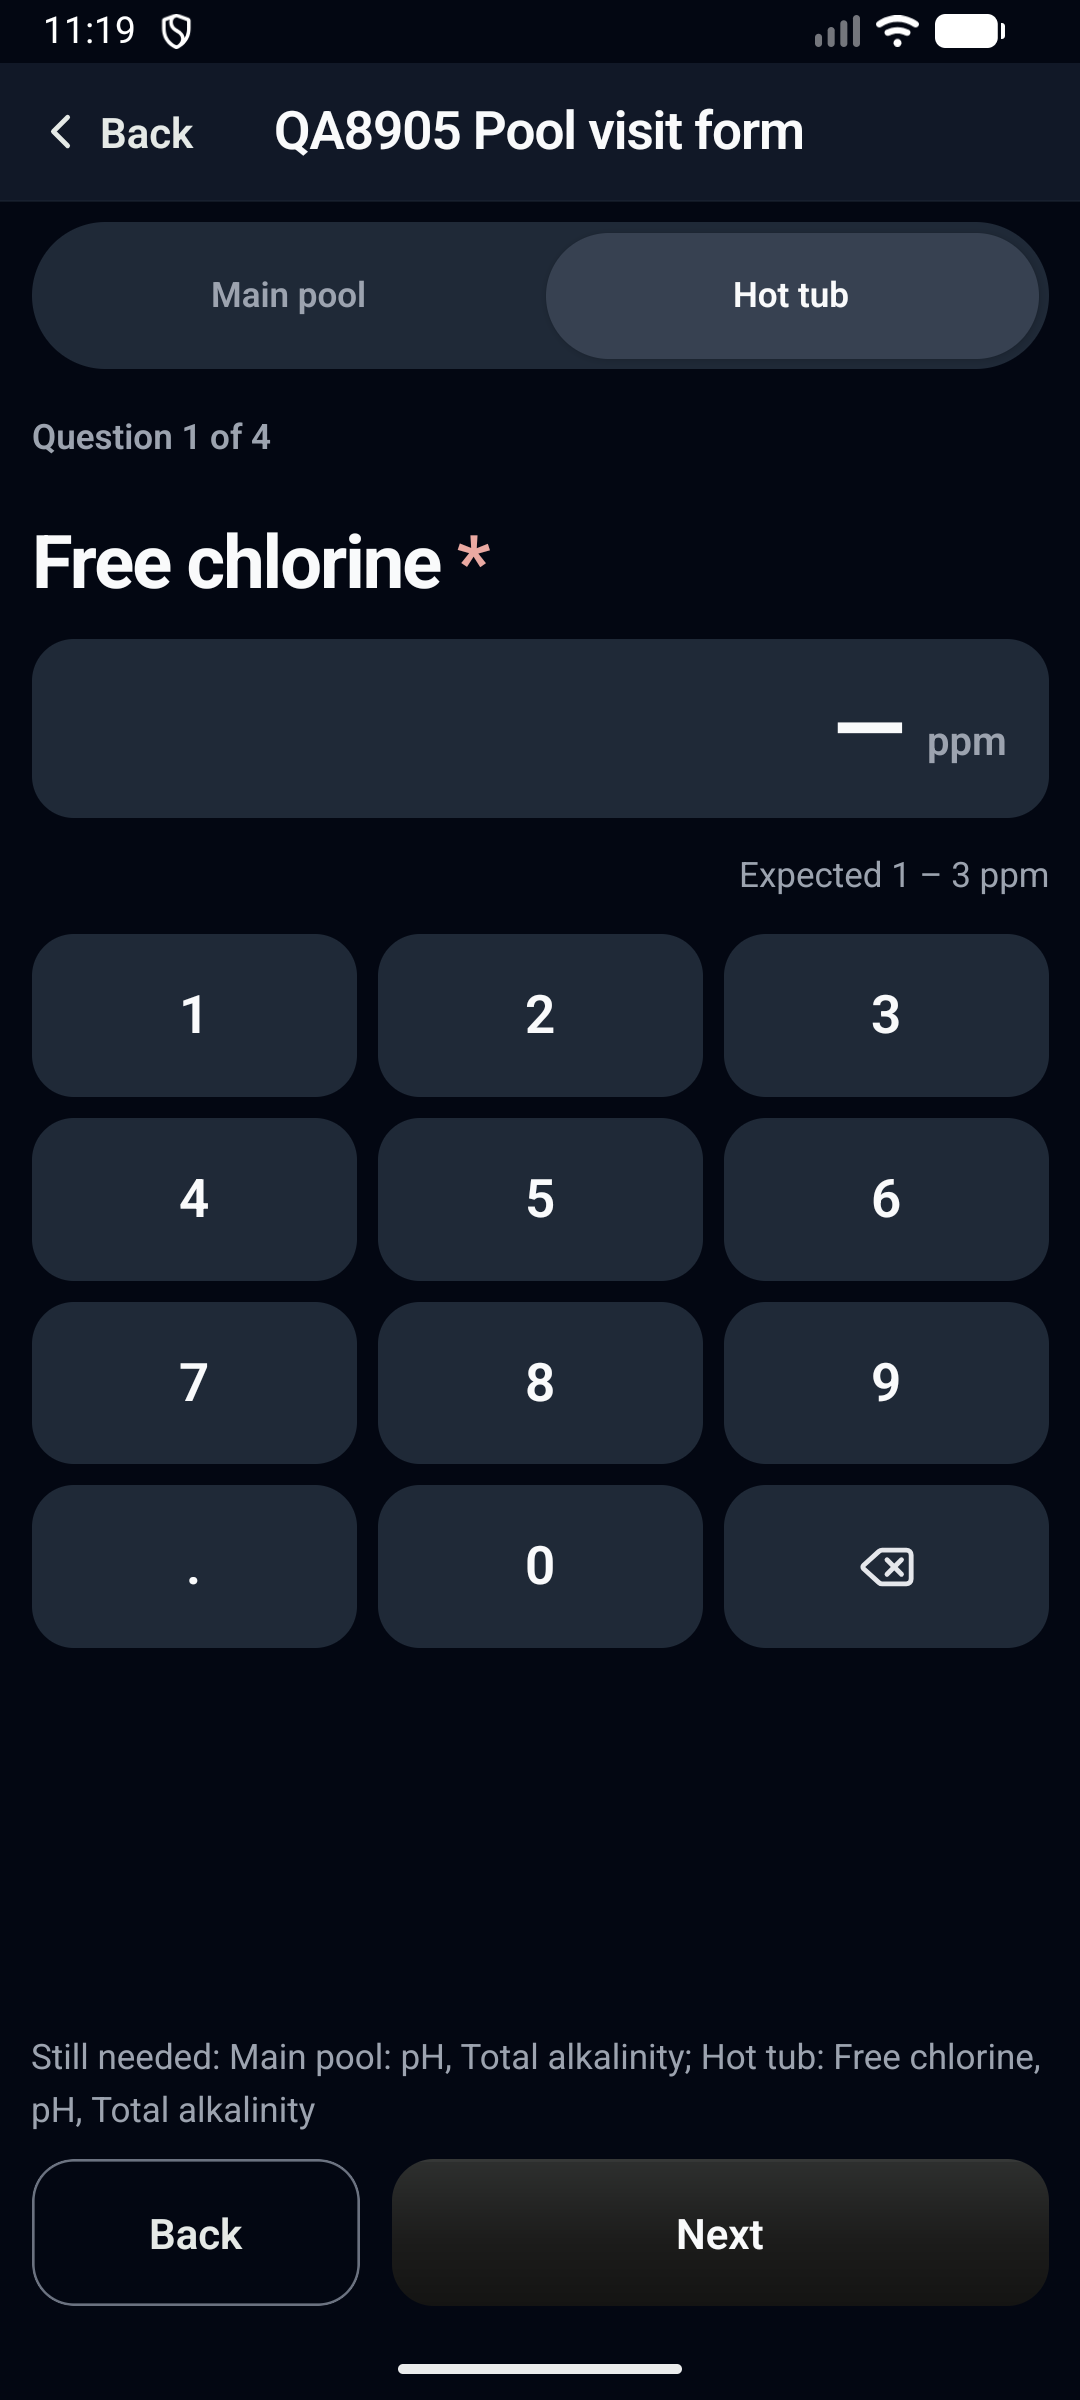 11:19
Back
QA8905 Pool visit form
Main pool
Hot tub
Question 1 of 4
Free chlorine *
— ppm
Expected 1 – 3 ppm
1
2
3
4
5
6
7
8
9
.
0
Still needed: Main pool: pH, Total alkalinity; Hot tub: Free chlorine,
pH, Total alkalinity
Back
Next